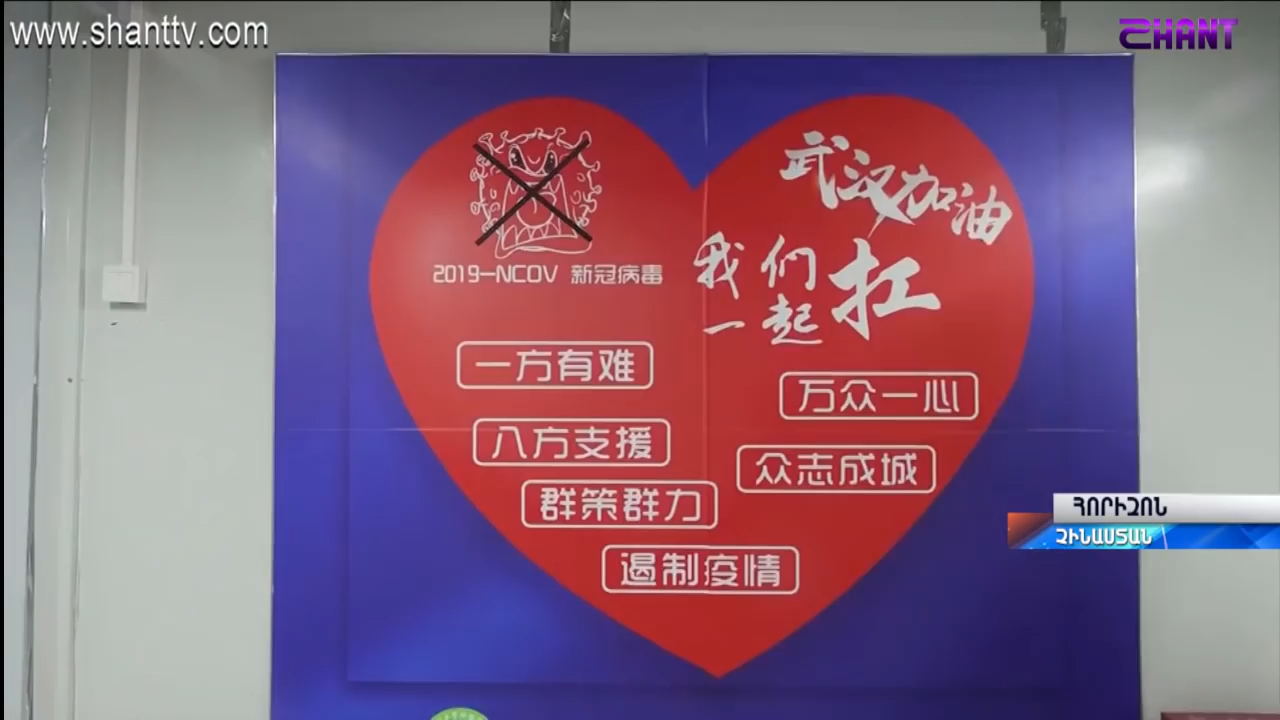 www.shanttv.com
SHANT
武汉加油
我们
一起扛
2019-NCOV 新冠病毒
一方有难
万众一心
八方支援
众志成城
群策群力
遏制疫情
ՀՈՐԻԶՈՆ
ՉԻՆԱՍՏԱՆ